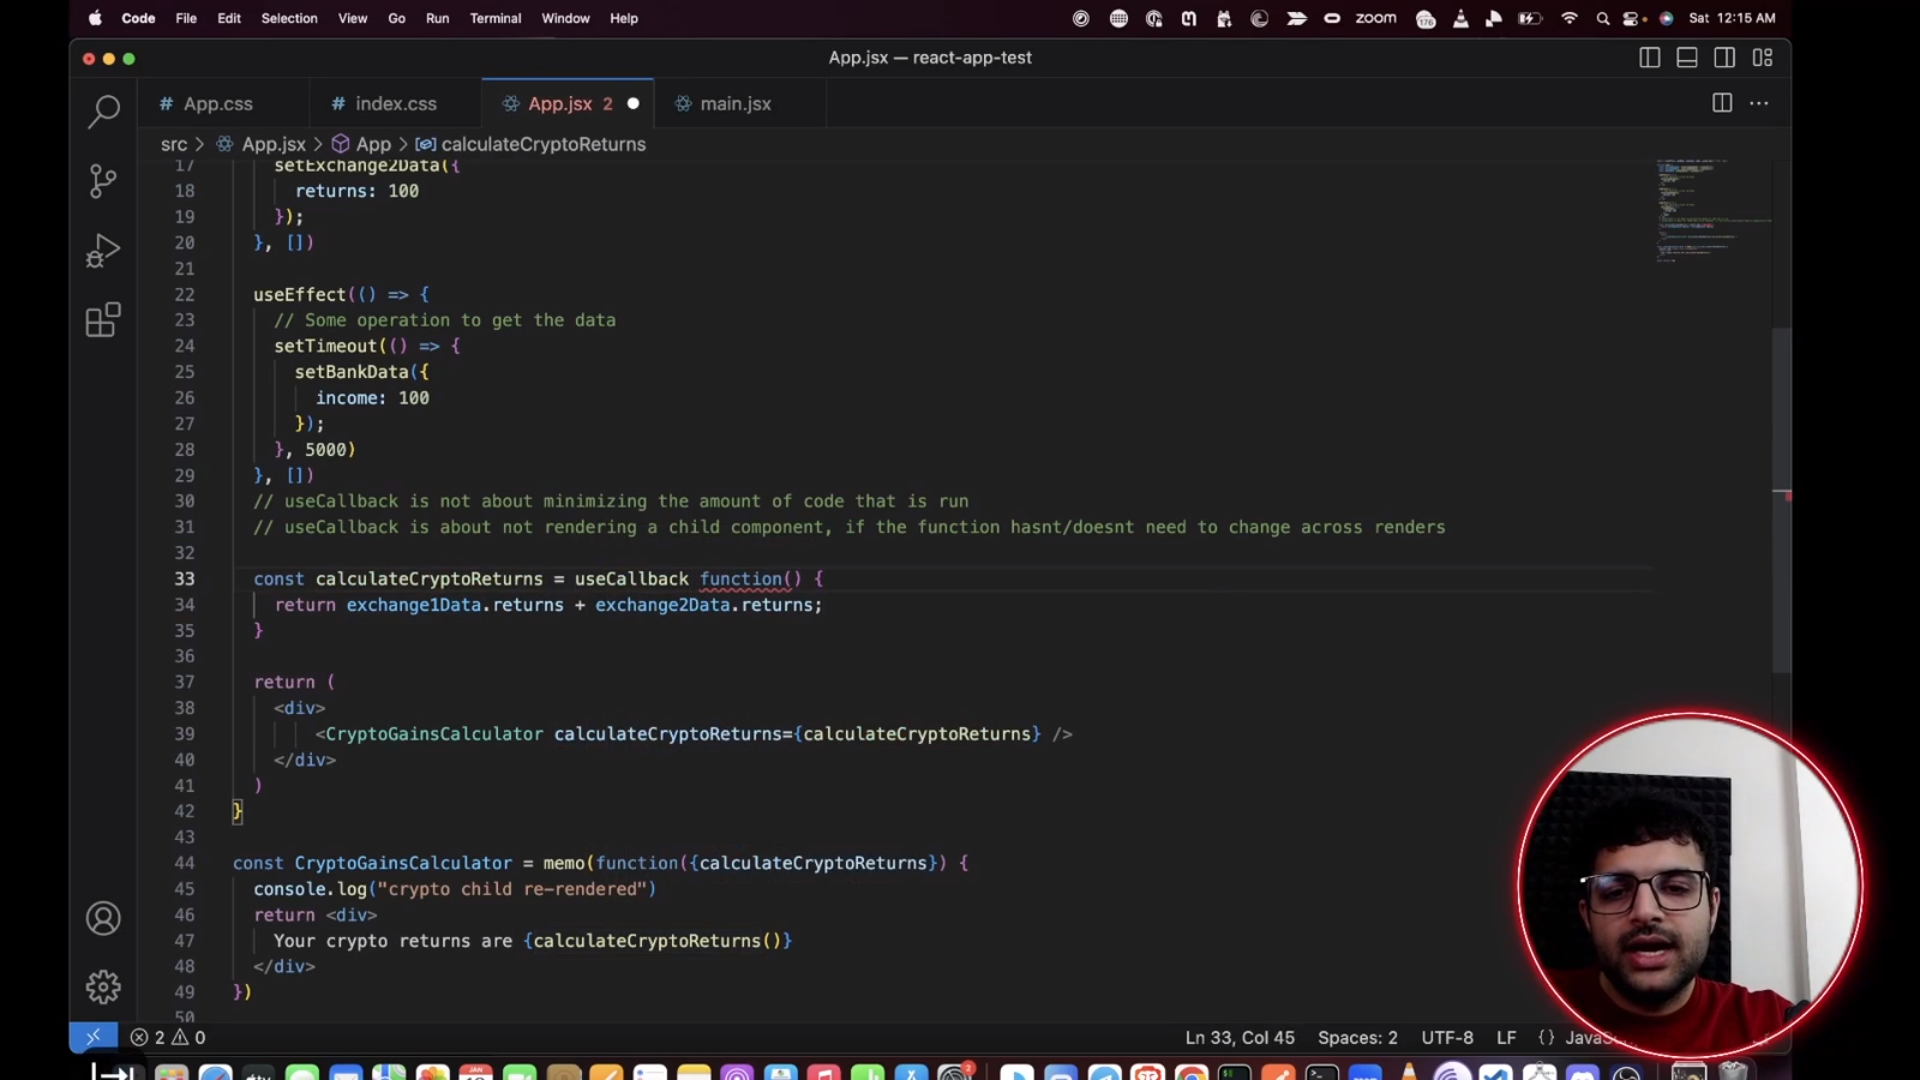 Code File Edit Selection View Go Run Terminal Window Help zoom 176 Sat 12:15 AM
App.jsx — react-app-test
# App.css # index.css App.jsx 2 main.jsx
src > App.jsx > App > calculateCryptoReturns
17 setExchange2Data({
18 returns: 100
19 });
20 }, [])
21
22 useEffect(() => {
23 // Some operation to get the data
24 setTimeout(() => {
25 setBankData({
26 income: 100
27 });
28 }, 5000)
29 }, [])
30 // useCallback is not about minimizing the amount of code that is run
31 // useCallback is about not rendering a child component, if the function hasnt/doesnt need to change across renders
32
33 const calculateCryptoReturns = useCallback function() {
34 return exchange1Data.returns + exchange2Data.returns;
35 }
36
37 return (
38 <div>
39 <CryptoGainsCalculator calculateCryptoReturns={calculateCryptoReturns} />
40 </div>
41 )
42 }
43
44 const CryptoGainsCalculator = memo(function({calculateCryptoReturns}) {
45 console.log("crypto child re-rendered")
46 return <div>
47 Your crypto returns are {calculateCryptoReturns()}
48 </div>
49 })
50
2 0 Ln 33, Col 45 Spaces: 2 UTF-8 LF {} JavaS